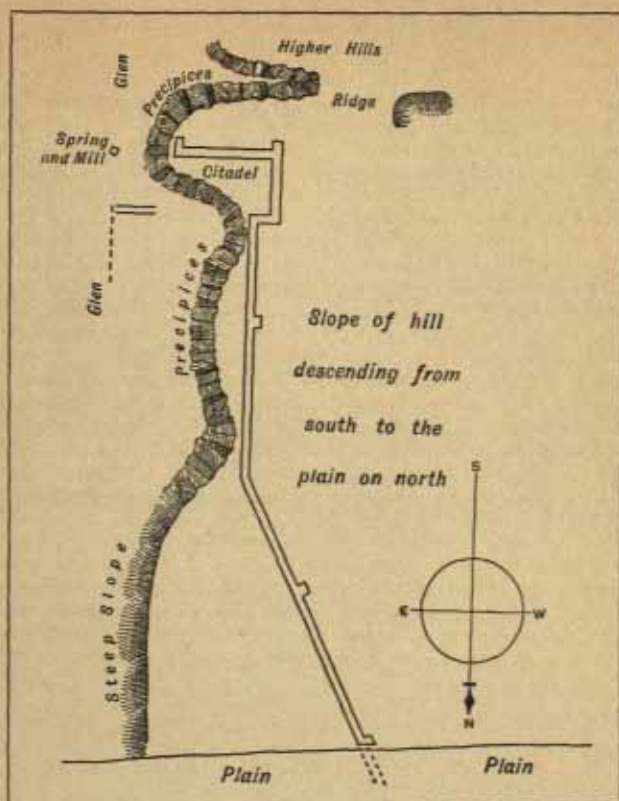 Higher Hills
Glen
Precipices
Ridge
Spring
and Mill
Citadel
Glen
Precipices
Slope of hill
descending from
south to the
plain on north
Steep Slope
S
E
W
N
Plain
Plain